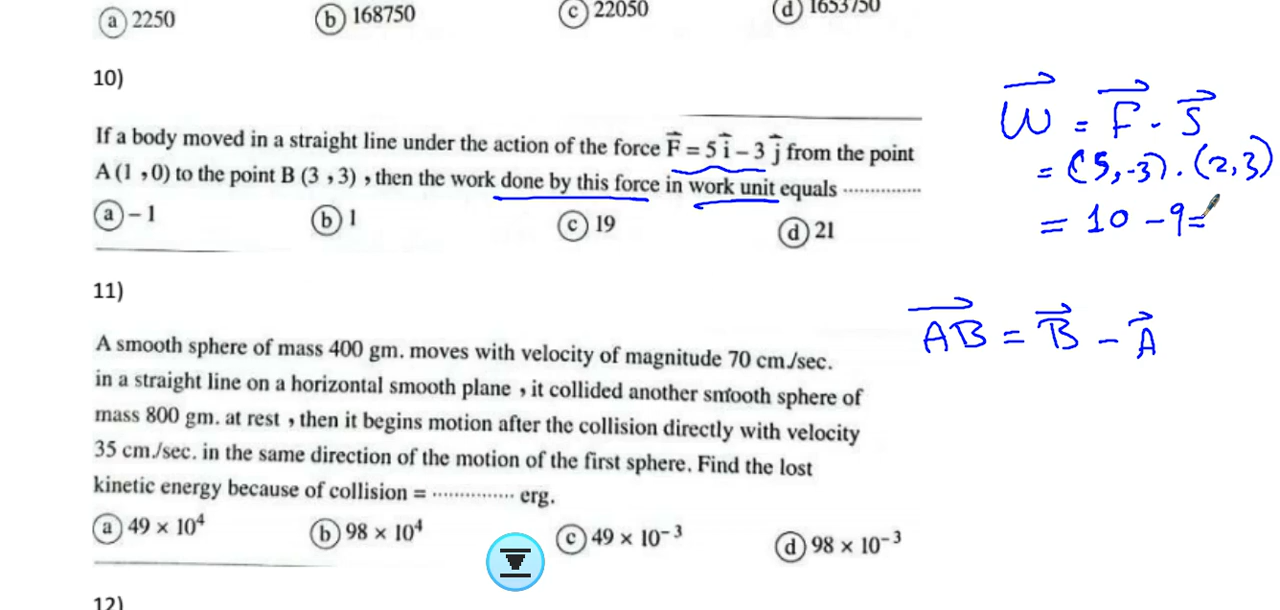 ⓐ 2250 ⓑ 168750 ⓒ 22050 ⓓ 1653750
10)
If a body moved in a straight line under the action of the force F⃗ = 5 i⃗ – 3 j⃗ from the point
A (1 ,0) to the point B (3 ,3) , then the work done by this force in work unit equals ...............
ⓐ – 1 ⓑ 1 ⓒ 19 ⓓ 21
W⃗ = F⃗ . S⃗
= (5,-3) . (2,3)
= 10 - 9 =
11)
A smooth sphere of mass 400 gm. moves with velocity of magnitude 70 cm./sec.
in a straight line on a horizontal smooth plane , it collided another smooth sphere of
mass 800 gm. at rest , then it begins motion after the collision directly with velocity
35 cm./sec. in the same direction of the motion of the first sphere. Find the lost
kinetic energy because of collision = ............... erg.
ⓐ 49 × 10⁴ ⓑ 98 × 10⁴ ⓒ 49 × 10⁻³ ⓓ 98 × 10⁻³
AB⃗ = B⃗ - A⃗
12)